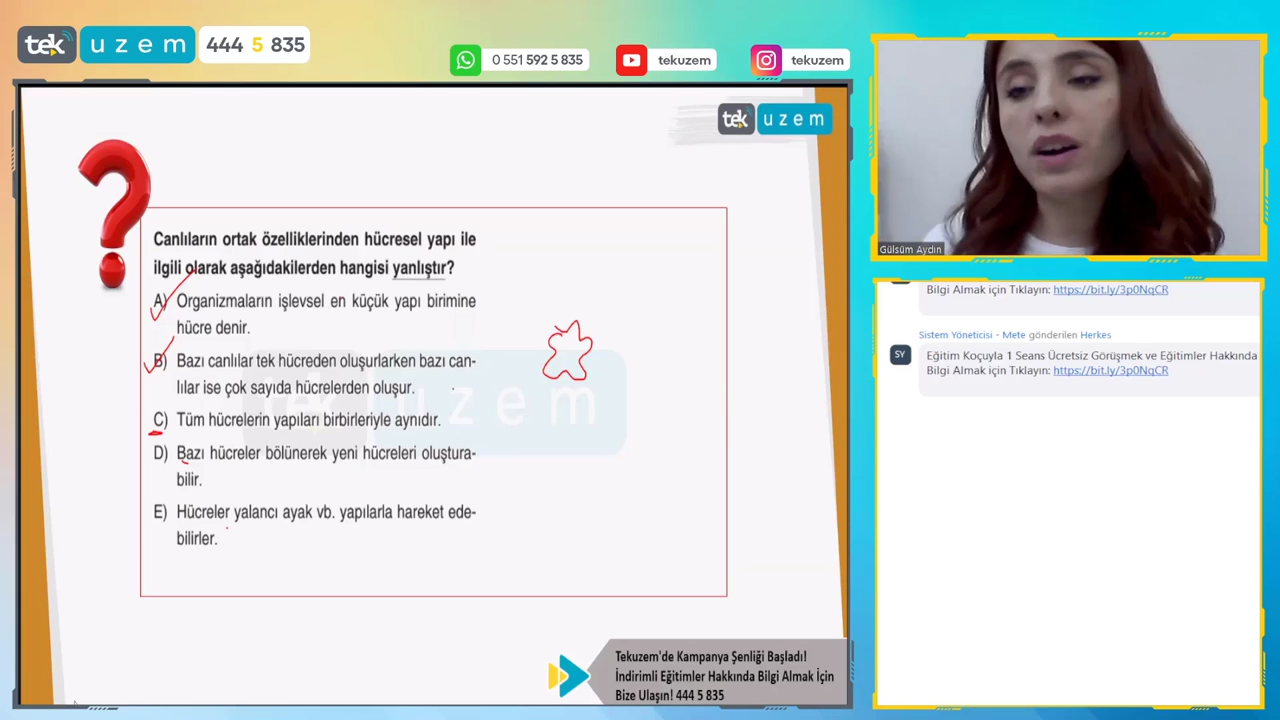 tek uzem 444 5 835
0 551 592 5 835
tekuzem
tekuzem
tek uzem
Canlıların ortak özelliklerinden hücresel yapı ile
ilgili olarak aşağıdakilerden hangisi yanlıştır?
A) Organizmaların işlevsel en küçük yapı birimine
hücre denir.
B) Bazı canlılar tek hücreden oluşurlarken bazı can-
lılar ise çok sayıda hücrelerden oluşur.
C) Tüm hücrelerin yapıları birbirleriyle aynıdır.
D) Bazı hücreler bölünerek yeni hücreleri oluştura-
bilir.
E) Hücreler yalancı ayak vb. yapılarla hareket ede-
bilirler.
tek uzem
Tekuzem'de Kampanya Şenliği Başladı!
İndirimli Eğitimler Hakkında Bilgi Almak İçin
Bize Ulaşın! 444 5 835
Gülsüm Aydın
Bilgi Almak için Tıklayın: https://bit.ly/3p0NqCR
Sistem Yöneticisi - Mete gönderilen Herkes
SY
Eğitim Koçuyla 1 Seans Ücretsiz Görüşmek ve Eğitimler Hakkında
Bilgi Almak için Tıklayın: https://bit.ly/3p0NqCR